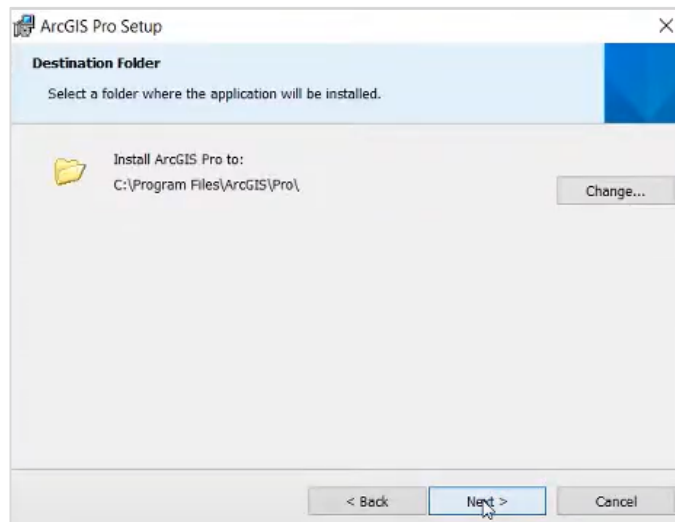 ArcGIS Pro Setup
Destination Folder
Select a folder where the application will be installed.
Install ArcGIS Pro to:
C:\Program Files\ArcGIS\Pro\
Change...
< Back
Next >
Cancel